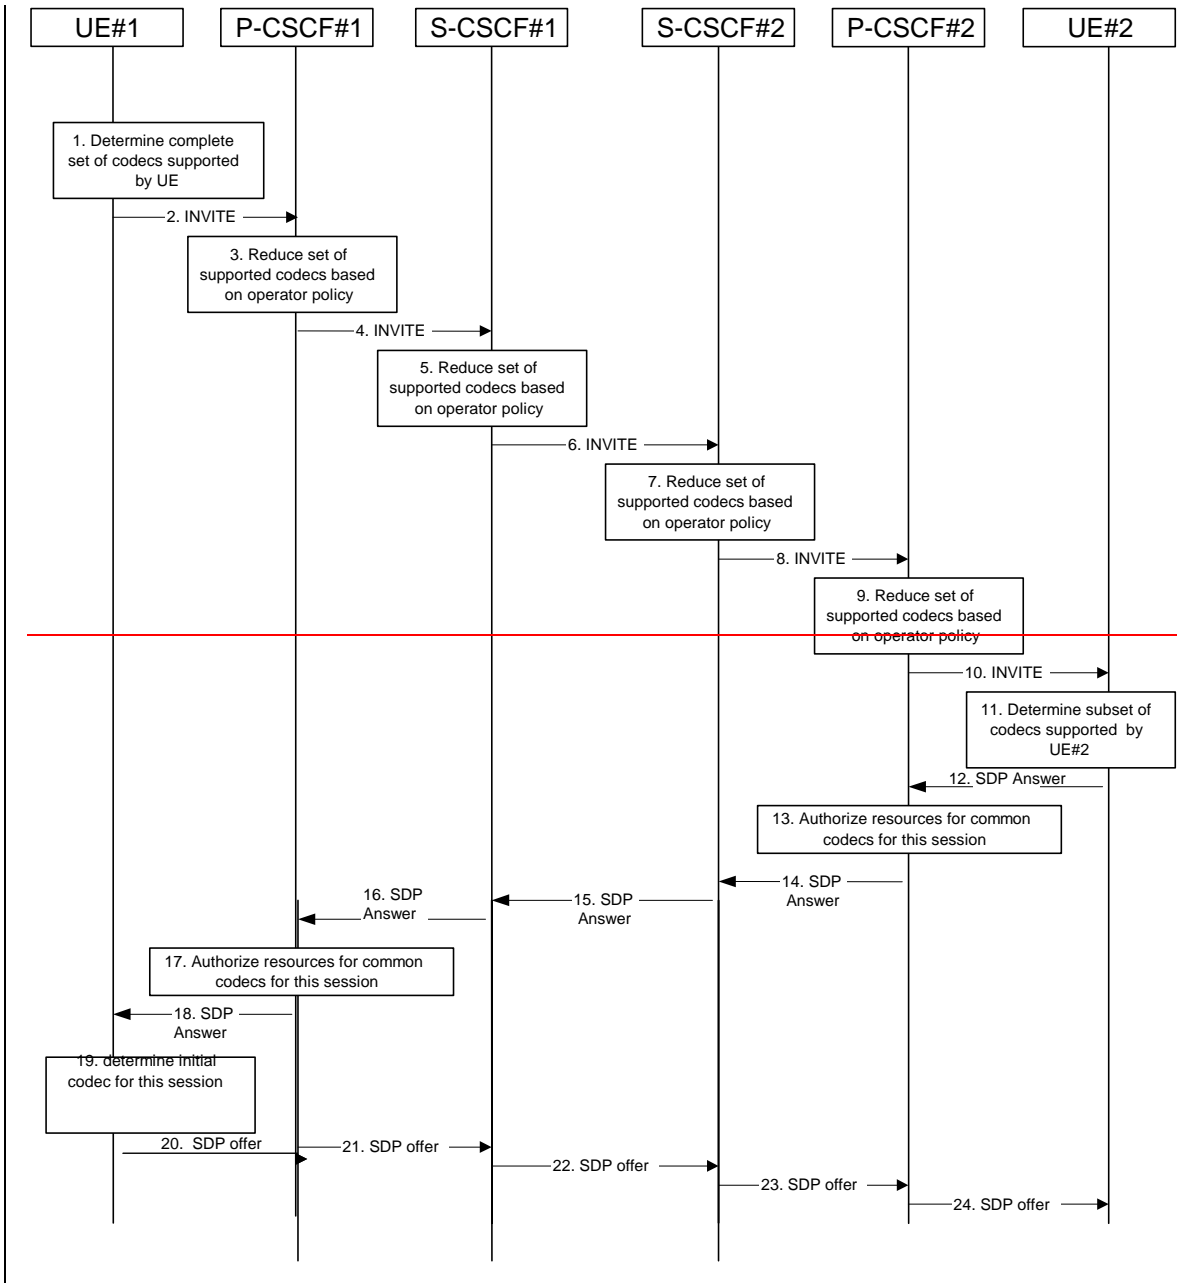 UE#1
P-CSCF#1
S-CSCF#1
S-CSCF#2
P-CSCF#2
UE#2
1. Determine complete
set of codecs supported
by UE
2. INVITE
3. Reduce set of
supported codecs based
on operator policy
4. INVITE
5. Reduce set of
supported codecs based
on operator policy
6. INVITE
7. Reduce set of
supported codecs based
on operator policy
8. INVITE
9. Reduce set of
supported codecs based
on operator policy
10. INVITE
11. Determine subset of
codecs supported by
UE#2
12. SDP Answer
13. Authorize resources for common
codecs for this session
14. SDP
Answer
15. SDP
Answer
16. SDP
Answer
17. Authorize resources for common
codecs for this session
18. SDP
Answer
19. determine initial
codec for this session
20. SDP offer
21. SDP offer
22. SDP offer
23. SDP offer
24. SDP offer